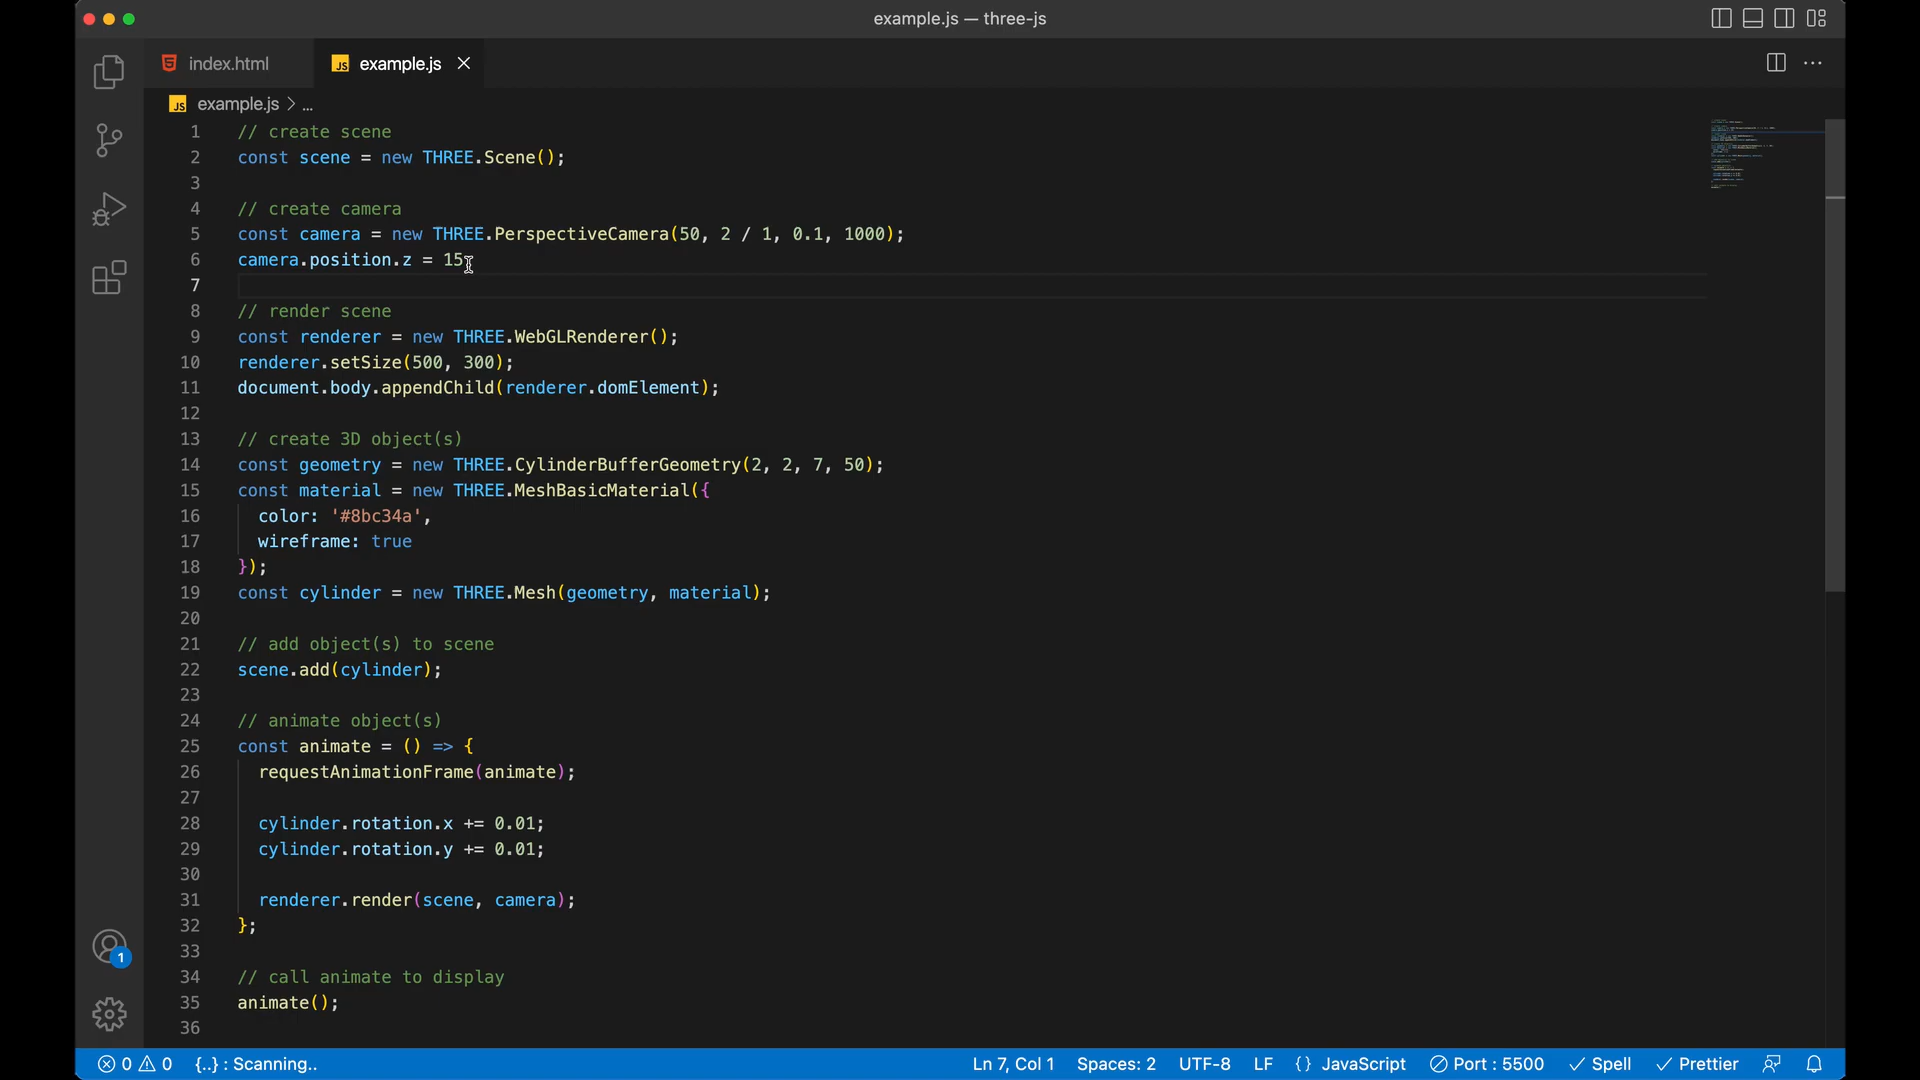 example.js — three-js
index.html
JS example.js
JS example.js > ...
1 // create scene
2 const scene = new THREE.Scene();
3
4 // create camera
5 const camera = new THREE.PerspectiveCamera(50, 2 / 1, 0.1, 1000);
6 camera.position.z = 15;
7
8 // render scene
9 const renderer = new THREE.WebGLRenderer();
10 renderer.setSize(500, 300);
11 document.body.appendChild(renderer.domElement);
12
13 // create 3D object(s)
14 const geometry = new THREE.CylinderBufferGeometry(2, 2, 7, 50);
15 const material = new THREE.MeshBasicMaterial({
16 color: '#8bc34a',
17 wireframe: true
18 });
19 const cylinder = new THREE.Mesh(geometry, material);
20
21 // add object(s) to scene
22 scene.add(cylinder);
23
24 // animate object(s)
25 const animate = () => {
26 requestAnimationFrame(animate);
27
28 cylinder.rotation.x += 0.01;
29 cylinder.rotation.y += 0.01;
30
31 renderer.render(scene, camera);
32 };
33
34 // call animate to display
35 animate();
36
1
0 0 {..} : Scanning.. Ln 7, Col 1 Spaces: 2 UTF-8 LF {} JavaScript Port : 5500 Spell Prettier